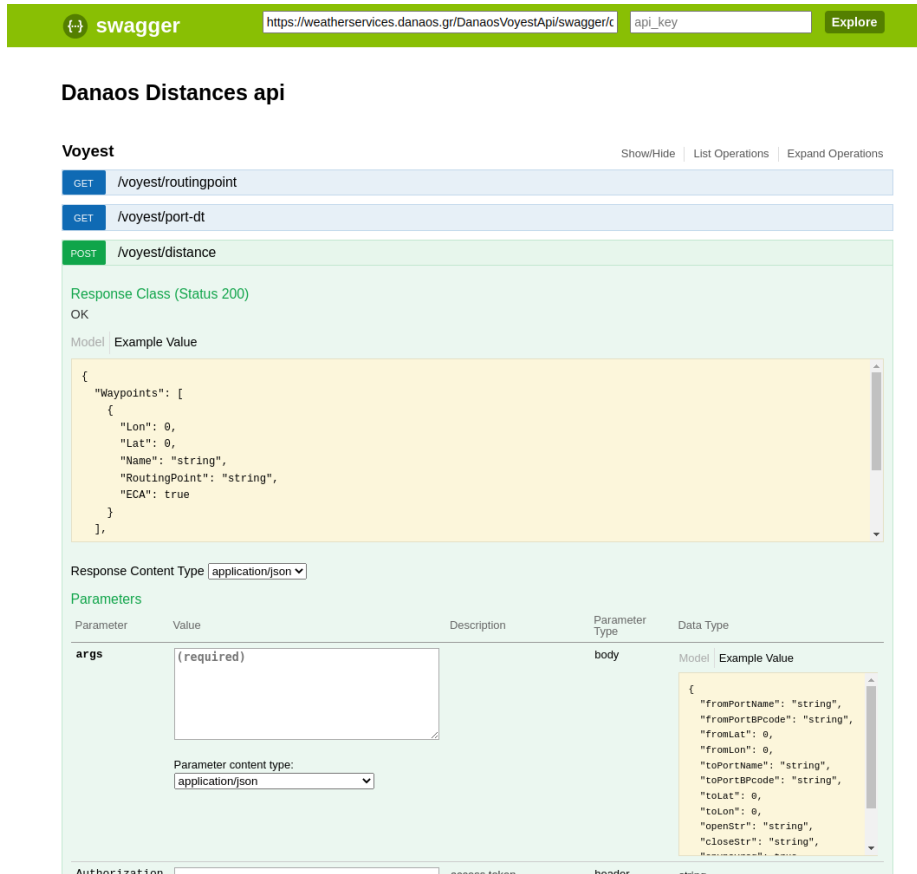 swagger
https://weatherservices.danaos.gr/DanaosVoyestApi/swagger/
api_key
Explore
Danaos Distances api
Voyest
Show/Hide
List Operations
Expand Operations
GET /voyest/routingpoint
GET /voyest/port-dt
POST /voyest/distance
Response Class (Status 200)
OK
Model Example Value
{
"Waypoints": [
{
"Lon": 0,
"Lat": 0,
"Name": "string",
"RoutingPoint": "string",
"ECA": true
}
],
Response Content Type application/json
Parameters
Parameter Value Description Parameter Type Data Type
args (required) body Model Example Value
{
"fromPortName": "string",
"fromPortBPcode": "string",
"fromLat": 0,
"fromLon": 0,
"toPortName": "string",
"toPortBPcode": "string",
"toLat": 0,
"toLon": 0,
"openStr": "string",
"closeStr": "string",
Parameter content type:
application/json
Authorization access token header string